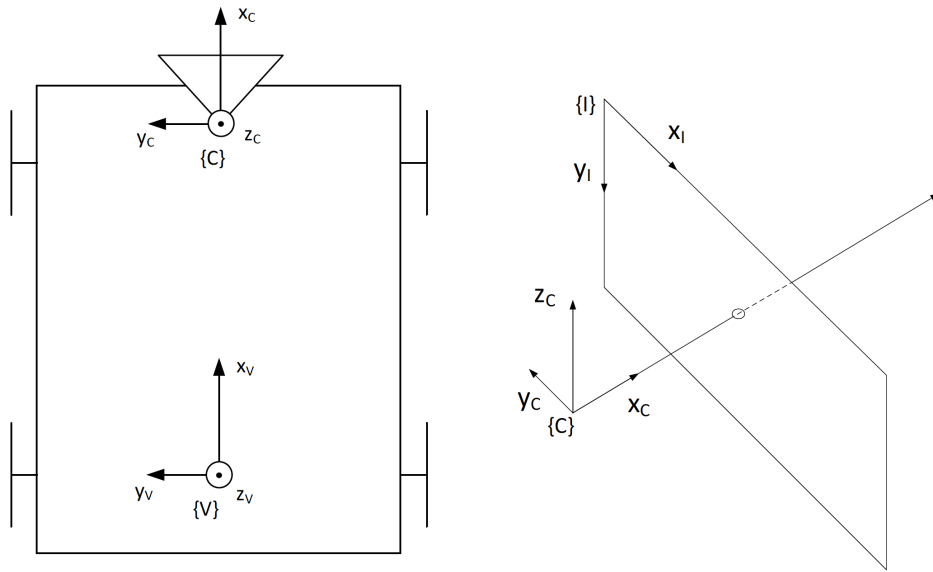 x_C
y_C
z_C
{C}
x_V
y_V
z_V
{V}
{I}
x_I
y_I
z_C
y_C
x_C
{C}